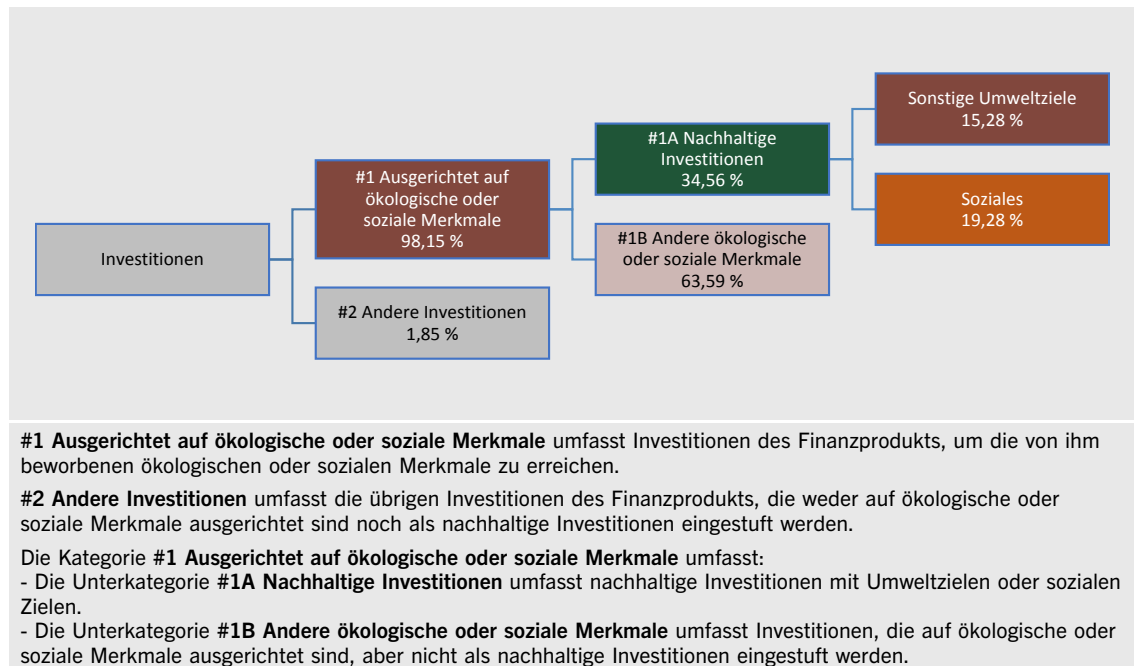 Investitionen
#1 Ausgerichtet auf
ökologische oder
soziale Merkmale
98,15 %
#2 Andere Investitionen
1,85 %
#1A Nachhaltige
Investitionen
34,56 %
#1B Andere ökologische
oder soziale Merkmale
63,59 %
Sonstige Umweltziele
15,28 %
Soziales
19,28 %
#1 Ausgerichtet auf ökologische oder soziale Merkmale umfasst Investitionen des Finanzprodukts, um die von ihm
beworbenen ökologischen oder sozialen Merkmale zu erreichen.
#2 Andere Investitionen umfasst die übrigen Investitionen des Finanzprodukts, die weder auf ökologische oder
soziale Merkmale ausgerichtet sind noch als nachhaltige Investitionen eingestuft werden.
Die Kategorie #1 Ausgerichtet auf ökologische oder soziale Merkmale umfasst:
- Die Unterkategorie #1A Nachhaltige Investitionen umfasst nachhaltige Investitionen mit Umweltzielen oder sozialen
Zielen.
- Die Unterkategorie #1B Andere ökologische oder soziale Merkmale umfasst Investitionen, die auf ökologische oder
soziale Merkmale ausgerichtet sind, aber nicht als nachhaltige Investitionen eingestuft werden.